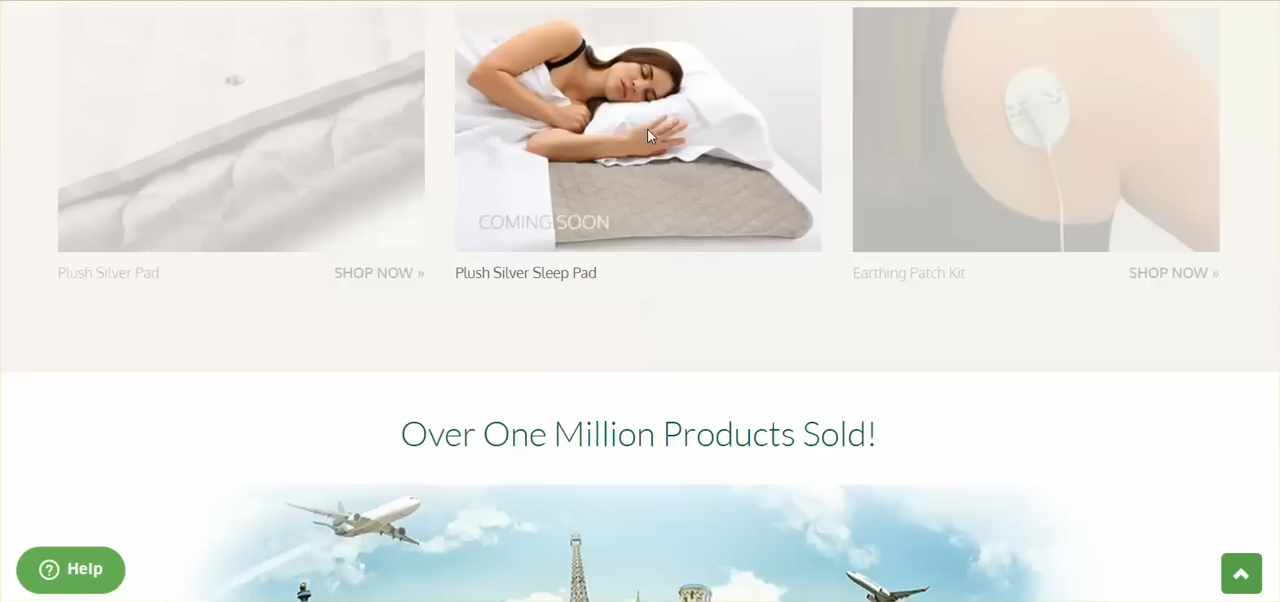 COMING SOON
Plush Silver Pad
SHOP NOW »
Plush Silver Sleep Pad
Earthing Patch Kit
SHOP NOW »
Over One Million Products Sold!
Help